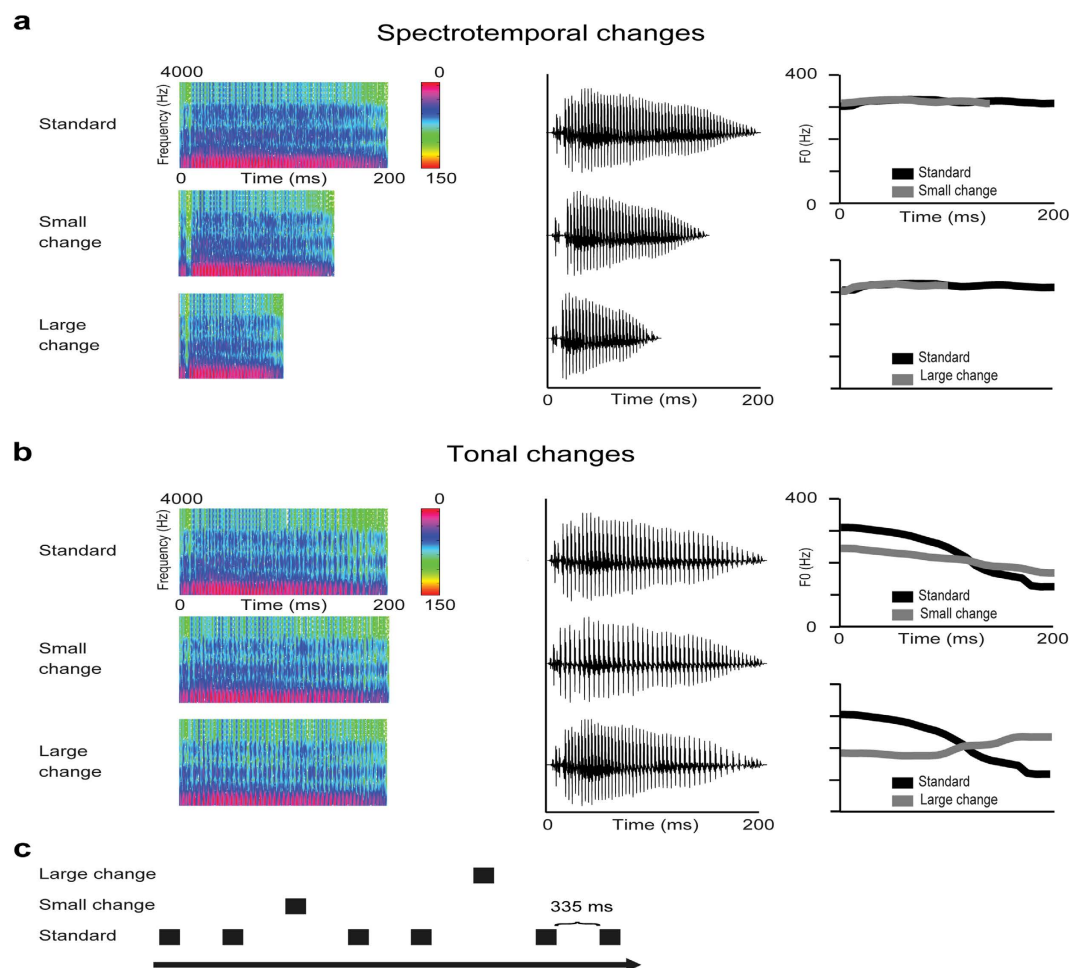 a
Spectrotemporal changes
4000
0
Frequency (Hz)
Standard
0
Time (ms)
200
150
Small
change
Large
change
0
Time (ms)
200
400
F0 (Hz)
Standard
Small change
0
0
Time (ms)
200
Standard
Large change
b
Tonal changes
4000
0
Frequency (Hz)
Standard
0
Time (ms)
200
150
Small
change
Large
change
0
Time (ms)
200
400
F0 (Hz)
Standard
Small change
0
0
Time (ms)
200
Standard
Large change
c
Large change
Small change
335 ms
Standard